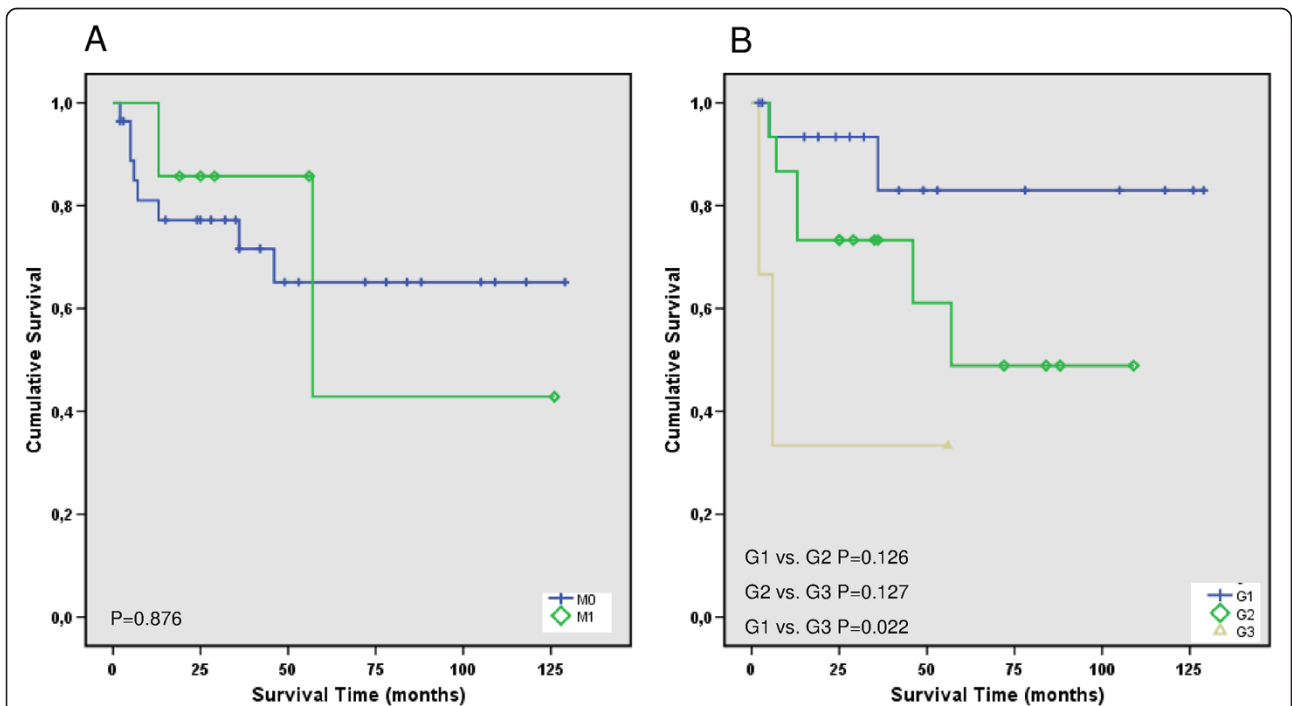 A
1,0
0,8
0,6
0,4
0,2
0,0
Cumulative Survival
P=0.876
M0
M1
0 25 50 75 100 125
Survival Time (months)
B
1,0
0,8
0,6
0,4
0,2
0,0
Cumulative Survival
G1 vs. G2 P=0.126
G2 vs. G3 P=0.127
G1 vs. G3 P=0.022
G1
G2
G3
0 25 50 75 100 125
Survival Time (months)